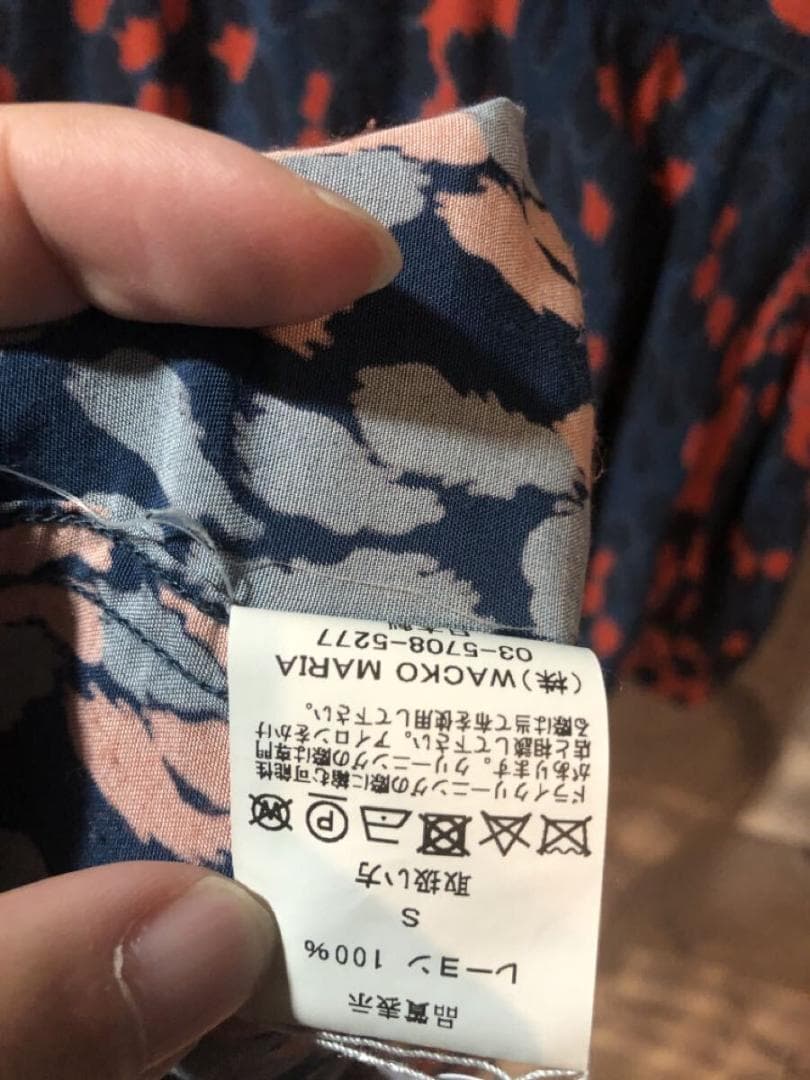 品質表示
レーヨン 100%
S
取扱い方
P
W
ドライクリーニングの際に縮む可能性
があります。クリーニングの際は専門
店と相談して下さい。アイロンをかけ
る際は当て布を使用して下さい。
(株)WACKO MARIA
03-5708-5277
日本製